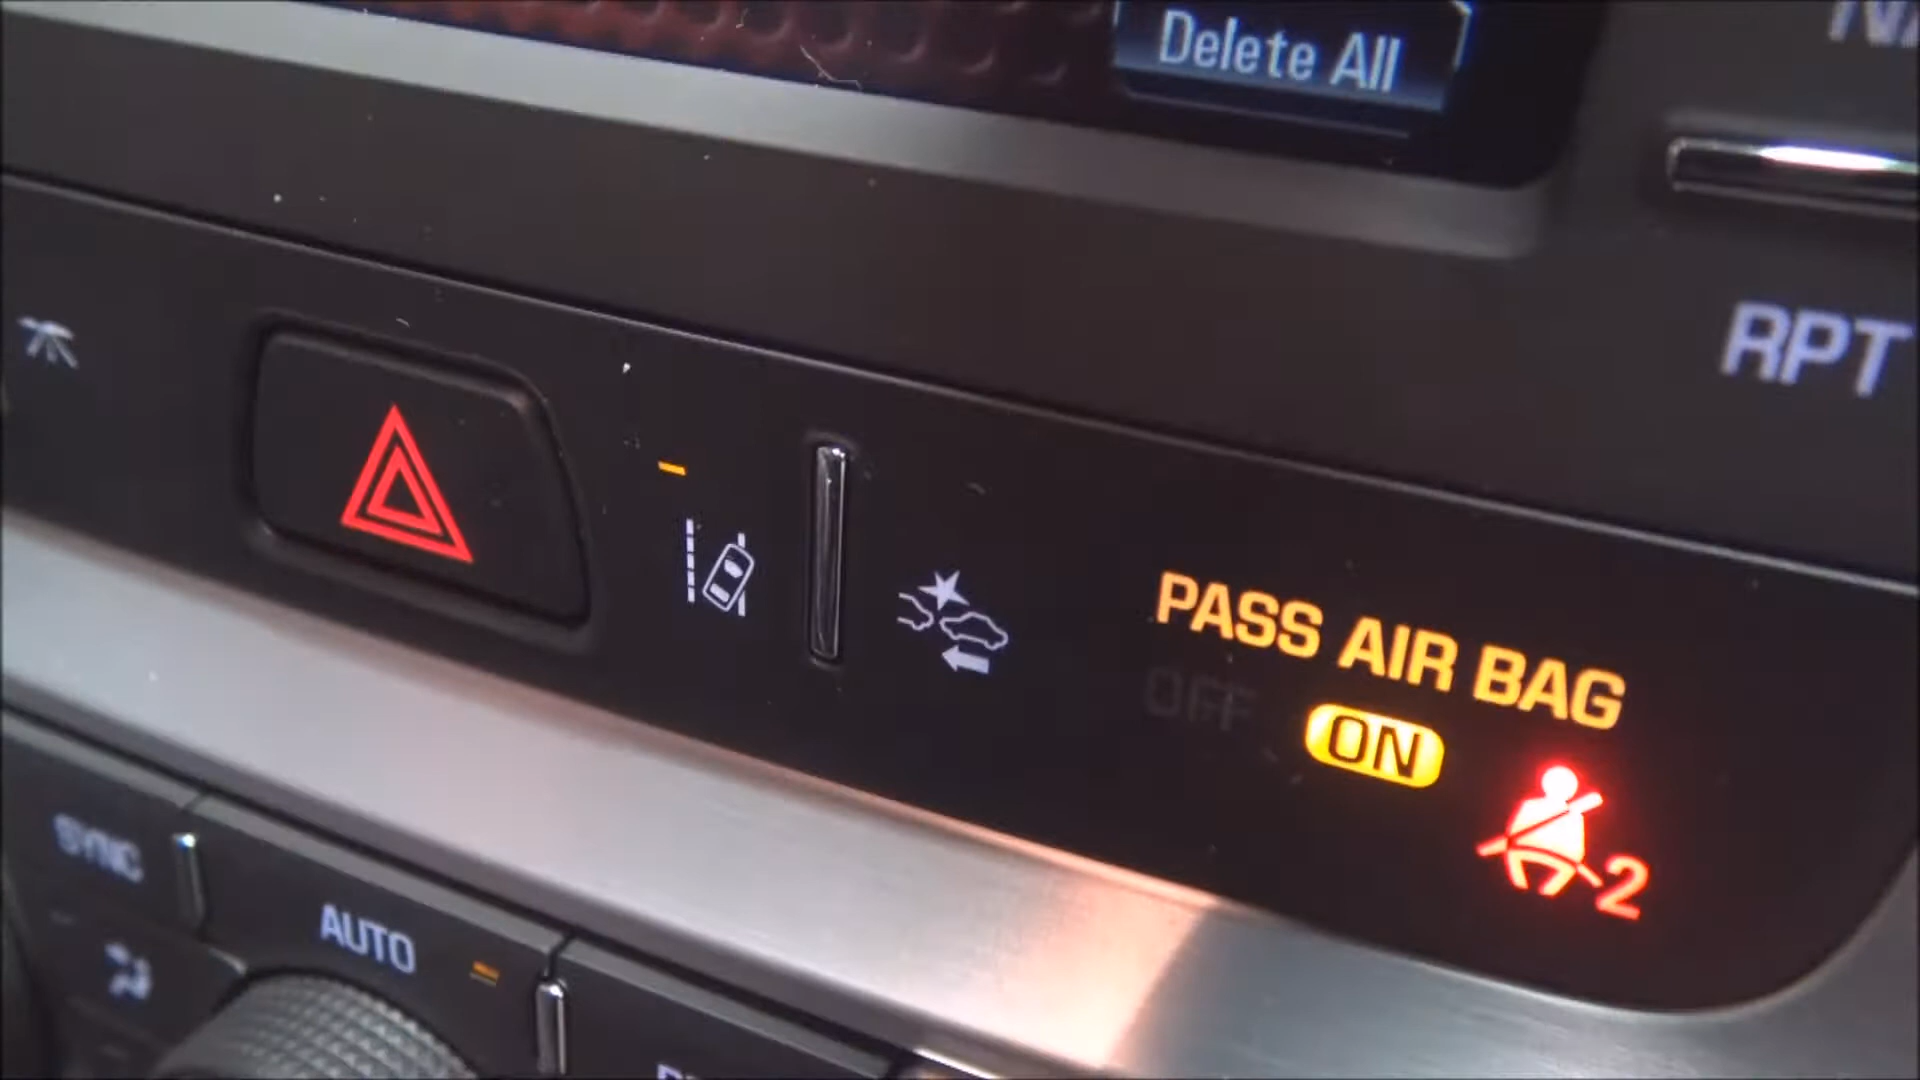 Delete All
RPT
PASS AIR BAG
OFF ON
2
SYNC
AUTO